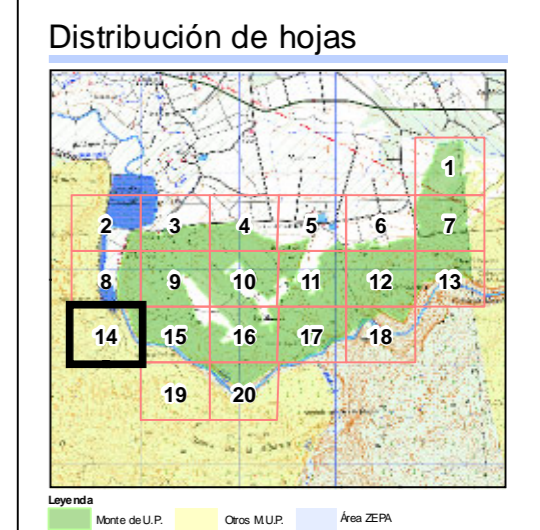 Distribución de hojas
1
2 3 4 5 6 7
8 9 10 11 12 13
14 15 16 17 18
19 20
Leyenda
Monte de U.P. Otros M.U.P. Área ZEPA